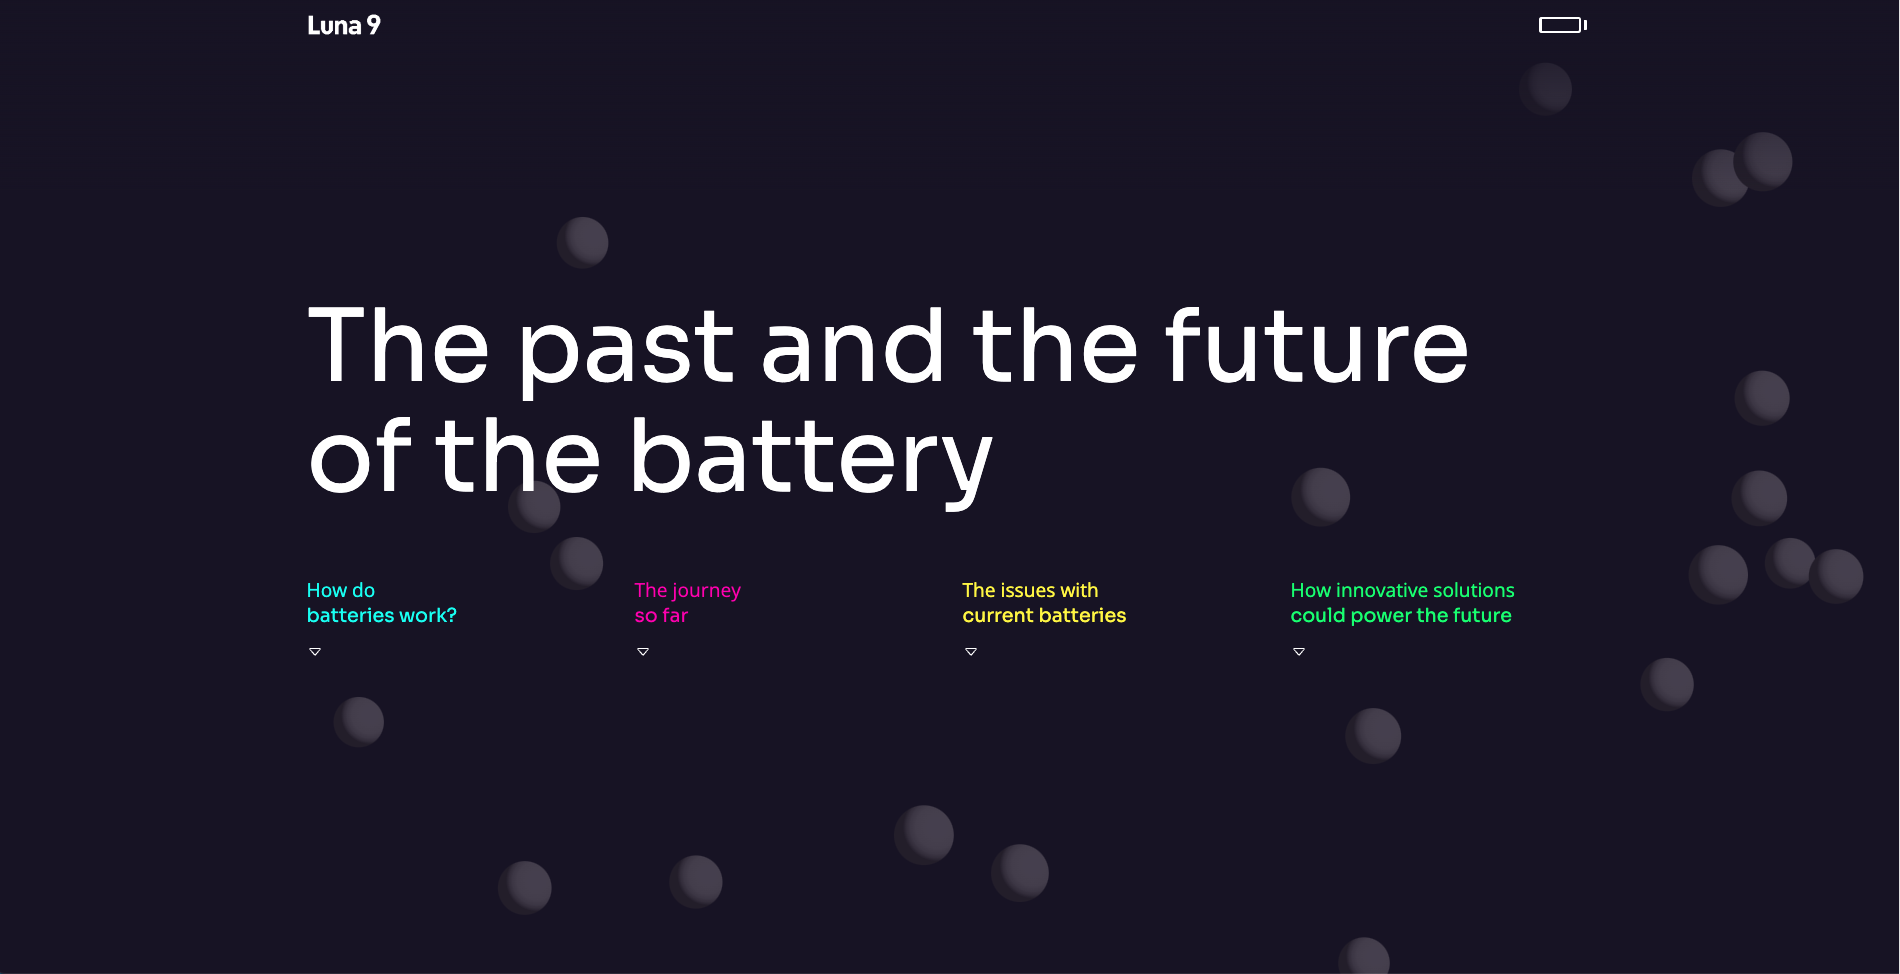 Luna 9
The past and the future
of the battery
How do
batteries work?
The journey
so far
The issues with
current batteries
How innovative solutions
could power the future